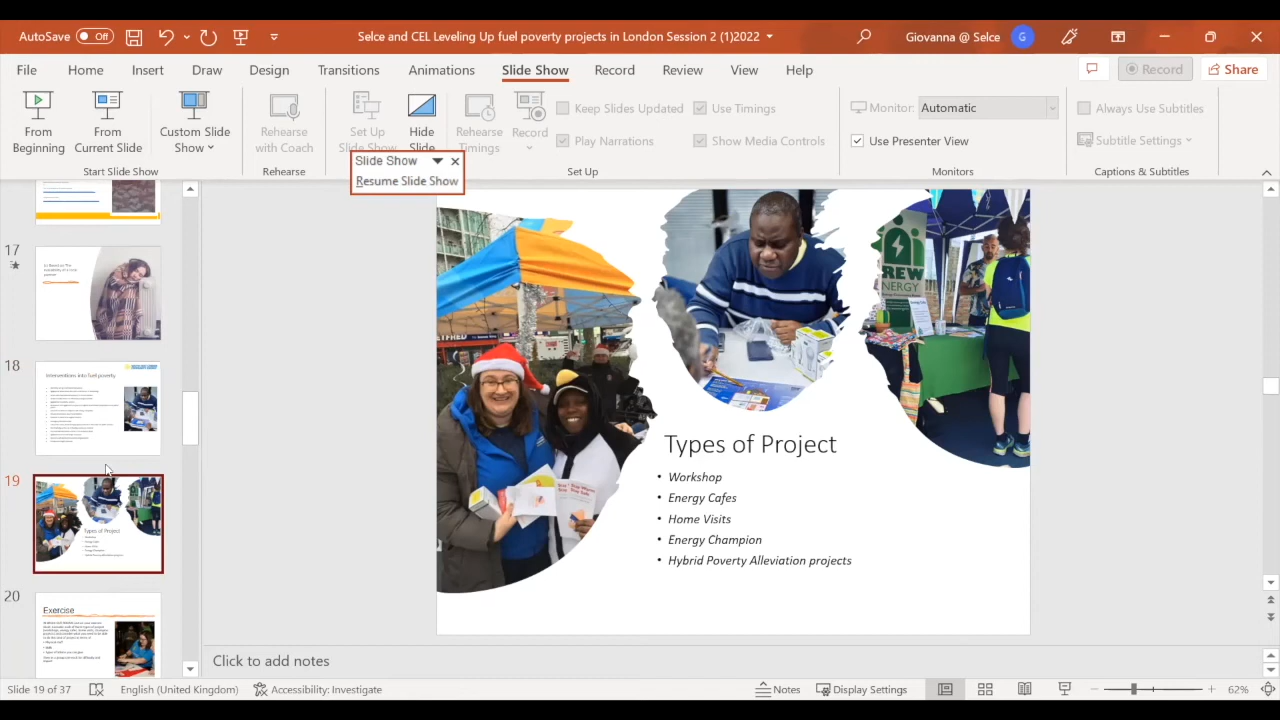 AutoSave Off
Selce and CEL Leveling Up fuel poverty projects in London Session 2 (1)2022
Giovanna @ Selce G
File Home Insert Draw Design Transitions Animations Slide Show Record Review View Help
Record Share
From Beginning
From Current Slide
Custom Slide Show
Rehearse with Coach
Set Up Slide Show
Hide Slide
Rehearse Timings
Record
Keep Slides Updated
Play Narrations
Use Timings
Show Media Controls
Monitor: Automatic
Use Presenter View
Always Use Subtitles
Subtitle Settings
Start Slide Show Rehearse Set Up Monitors Captions & Subtitles
Slide Show
Resume Slide Show
17
18
Interventions into fuel poverty
19
Types of Project
20
Exercise
Types of Project
• Workshop
• Energy Cafes
• Home Visits
• Energy Champion
• Hybrid Poverty Alleviation projects
Click to add notes
Slide 19 of 37 English (United Kingdom) Accessibility: Investigate Notes Display Settings 62%